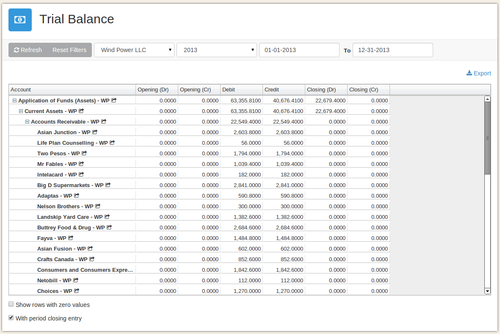 Trial Balance
Refresh Reset Filters Wind Power LLC 2013 01-01-2013 To 12-31-2013
Export
Account Opening (Dr) Opening (Cr) Debit Credit Closing (Dr) Closing (Cr)
Application of Funds (Assets) - WP 0.0000 0.0000 63,355.8100 40,676.4100 22,679.4000 0.0000
Current Assets - WP 0.0000 0.0000 63,355.8100 40,676.4100 22,679.4000 0.0000
Accounts Receivable - WP 0.0000 0.0000 22,549.4000 22,549.4000 0.0000 0.0000
Asian Junction - WP 0.0000 0.0000 2,603.8000 2,603.8000 0.0000 0.0000
Life Plan Counselling - WP 0.0000 0.0000 56.0000 56.0000 0.0000 0.0000
Two Pesos - WP 0.0000 0.0000 1,794.0000 1,794.0000 0.0000 0.0000
Mr Fables - WP 0.0000 0.0000 1,039.4000 1,039.4000 0.0000 0.0000
Intelacard - WP 0.0000 0.0000 182.0000 182.0000 0.0000 0.0000
Big D Supermarkets - WP 0.0000 0.0000 2,841.0000 2,841.0000 0.0000 0.0000
Adaptas - WP 0.0000 0.0000 590.8000 590.8000 0.0000 0.0000
Nelson Brothers - WP 0.0000 0.0000 300.0000 300.0000 0.0000 0.0000
Landskip Yard Care - WP 0.0000 0.0000 1,382.6000 1,382.6000 0.0000 0.0000
Buttrey Food & Drug - WP 0.0000 0.0000 2,684.6000 2,684.6000 0.0000 0.0000
Fayva - WP 0.0000 0.0000 1,484.8000 1,484.8000 0.0000 0.0000
Asian Fusion - WP 0.0000 0.0000 602.0000 602.0000 0.0000 0.0000
Crafts Canada - WP 0.0000 0.0000 852.6000 852.6000 0.0000 0.0000
Consumers and Consumers Expre... 0.0000 0.0000 1,842.6000 1,842.6000 0.0000 0.0000
Netobill - WP 0.0000 0.0000 112.0000 112.0000 0.0000 0.0000
Choices - WP 0.0000 0.0000 1,270.0000 1,270.0000 0.0000 0.0000
Show rows with zero values
With period closing entry